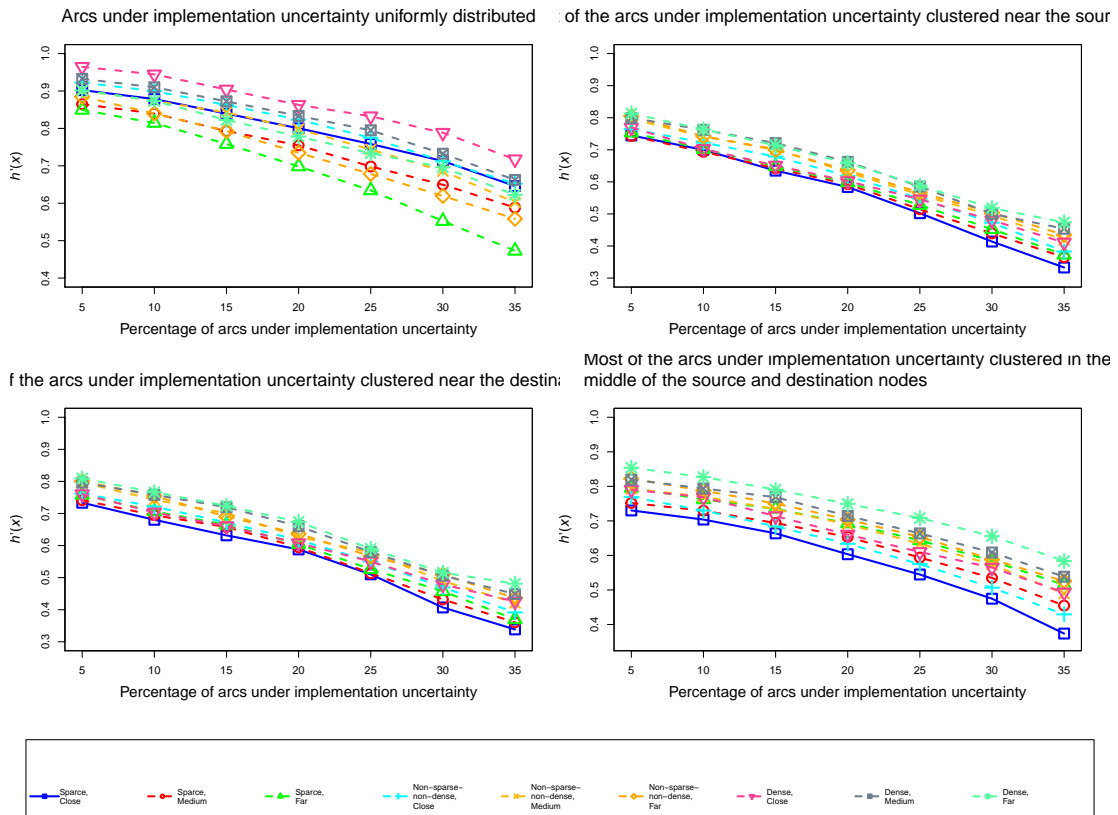 Arcs under implementation uncertainty uniformly distributed
of the arcs under implementation uncertainty clustered near the sour
h'(x)
1.0
0.9
0.8
0.7
0.6
0.5
0.4
5 10 15 20 25 30 35
Percentage of arcs under implementation uncertainty
h'(x)
1.0
0.9
0.8
0.7
0.6
0.5
0.4
0.3
5 10 15 20 25 30 35
Percentage of arcs under implementation uncertainty
f the arcs under implementation uncertainty clustered near the destina
Most of the arcs under implementation uncertainty clustered in the
middle of the source and destination nodes
h'(x)
1.0
0.9
0.8
0.7
0.6
0.5
0.4
0.3
5 10 15 20 25 30 35
Percentage of arcs under implementation uncertainty
h'(x)
1.0
0.9
0.8
0.7
0.6
0.5
0.4
5 10 15 20 25 30 35
Percentage of arcs under implementation uncertainty
Sparce,
Close
Sparce,
Medium
Sparce,
Far
Non-sparse-
non-dense,
Close
Non-sparse-
non-dense,
Medium
Non-sparse-
non-dense,
Far
Dense,
Close
Dense,
Medium
Dense,
Far